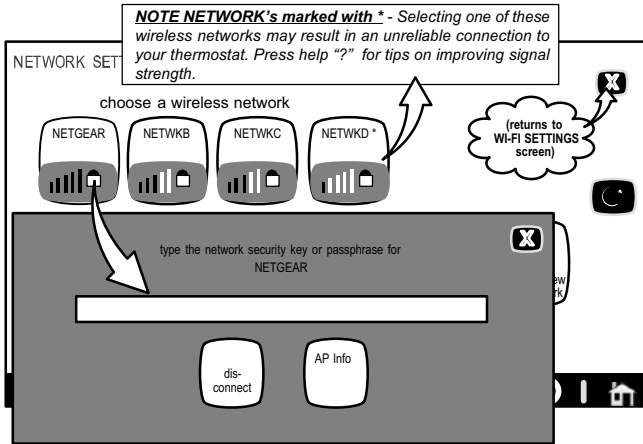 NOTE NETWORK's marked with * - Selecting one of these
wireless networks may result in an unreliable connection to
your thermostat. Press help “?” for tips on improving signal
strength.
NETWORK SETT
X
choose a wireless network
NETGEAR
NETWKB
NETWKC
NETWKD *
(returns to
WI-FI SETTINGS
screen)
X
type the network security key or passphrase for
NETGEAR
ew
rk
dis-
connect
AP Info